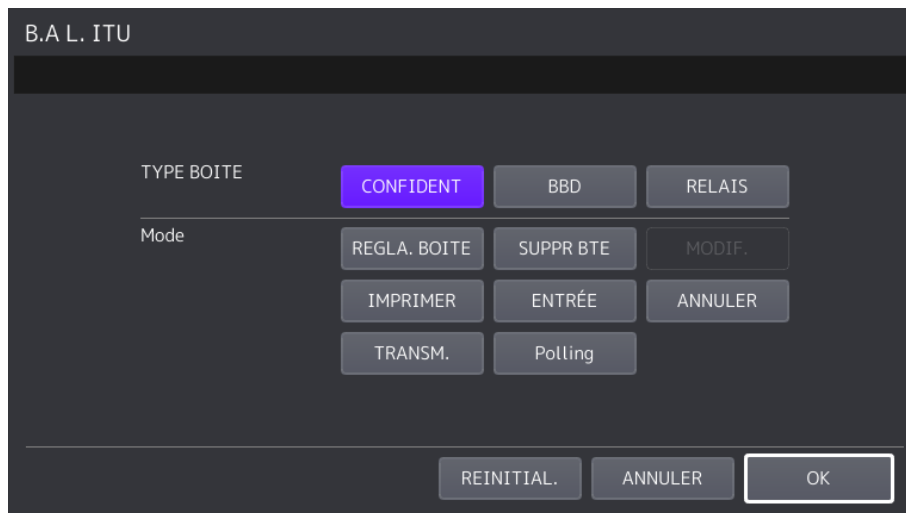 B.A L. ITU
TYPE BOITE CONFIDENT BBD RELAIS
Mode REGLA. BOITE SUPPR BTE MODIF.
IMPRIMER ENTRÉE ANNULER
TRANSM. Polling
REINITIAL. ANNULER OK